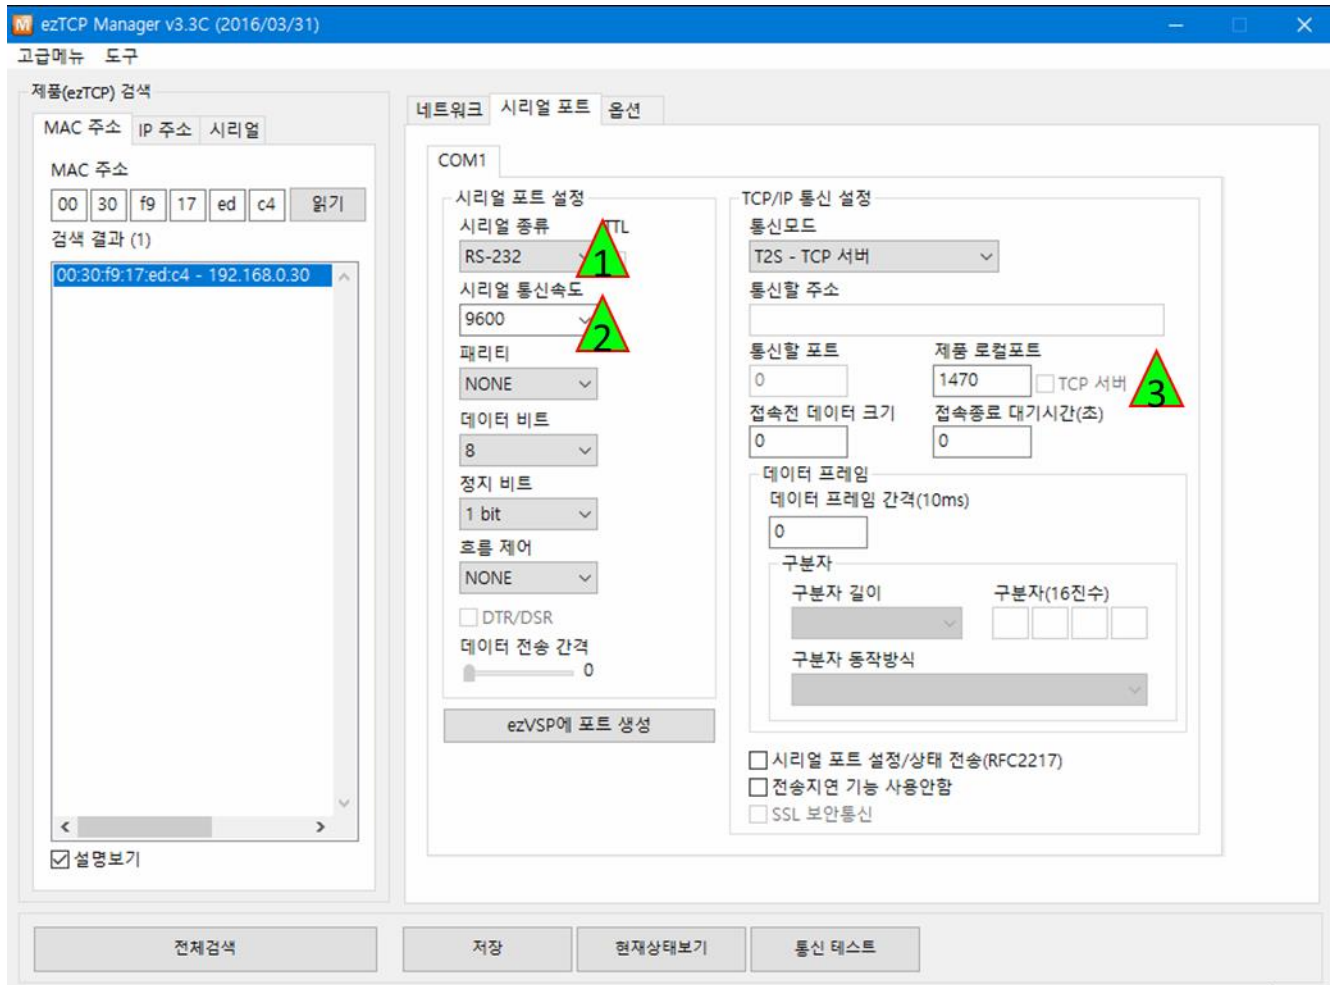 ezTCP Manager v3.3C (2016/03/31)
고급메뉴 도구
제품(ezTCP) 검색
MAC 주소 IP 주소 시리얼
MAC 주소
00 30 f9 17 ed c4 읽기
검색 결과 (1)
00:30:f9:17:ed:c4 - 192.168.0.30
설명보기
네트워크 시리얼 포트 옵션
COM1
시리얼 포트 설정
시리얼 종류 TTL
RS-232
1
시리얼 통신속도
9600
2
패리티
NONE
데이터 비트
8
정지 비트
1 bit
흐름 제어
NONE
DTR/DSR
데이터 전송 간격
0
ezVSP에 포트 생성
TCP/IP 통신 설정
통신모드
T2S - TCP 서버
통신할 주소
통신할 포트 제품 로컬포트
0 1470 TCP 서버
3
접속전 데이터 크기 접속종료 대기시간(초)
0 0
데이터 프레임
데이터 프레임 간격(10ms)
0
구분자
구분자 길이 구분자(16진수)
구분자 동작방식
시리얼 포트 설정/상태 전송(RFC2217)
전송지연 기능 사용안함
SSL 보안통신
전체검색 저장 현재상태보기 통신 테스트